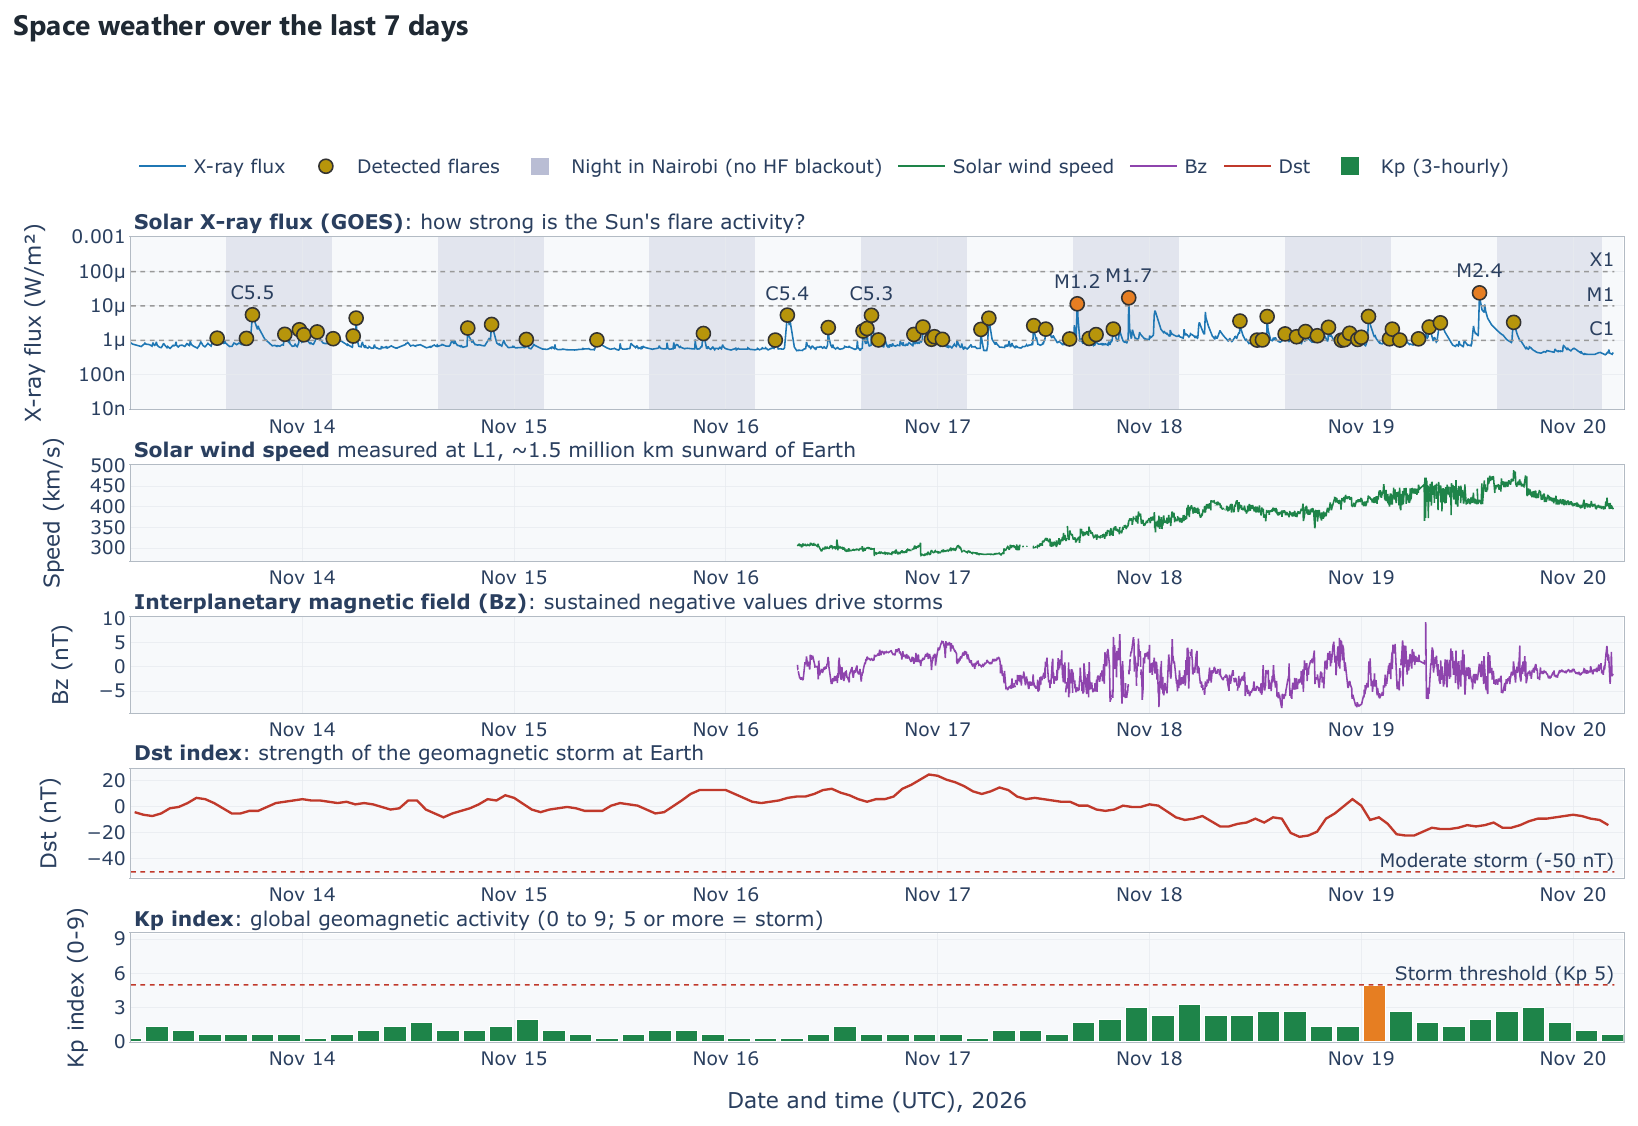 Space weather over the last 7 days
X-ray flux Detected flares Night in Nairobi (no HF blackout) Solar wind speed Bz Dst Kp (3-hourly)
Solar X-ray flux (GOES): how strong is the Sun's flare activity?
X-ray flux (W/m²)
0.001
100µ
10µ
1µ
100n
10n
X1
M1
C1
C5.5
C5.4
C5.3
M1.2
M1.7
M2.4
Nov 14 Nov 15 Nov 16 Nov 17 Nov 18 Nov 19 Nov 20
Solar wind speed measured at L1, ~1.5 million km sunward of Earth
Speed (km/s)
500
450
400
350
300
Nov 14 Nov 15 Nov 16 Nov 17 Nov 18 Nov 19 Nov 20
Interplanetary magnetic field (Bz): sustained negative values drive storms
Bz (nT)
10
5
0
−5
Nov 14 Nov 15 Nov 16 Nov 17 Nov 18 Nov 19 Nov 20
Dst index: strength of the geomagnetic storm at Earth
Dst (nT)
20
0
−20
−40
Moderate storm (-50 nT)
Nov 14 Nov 15 Nov 16 Nov 17 Nov 18 Nov 19 Nov 20
Kp index: global geomagnetic activity (0 to 9; 5 or more = storm)
Kp index (0-9)
9
6
3
0
Storm threshold (Kp 5)
Nov 14 Nov 15 Nov 16 Nov 17 Nov 18 Nov 19 Nov 20
Date and time (UTC), 2026